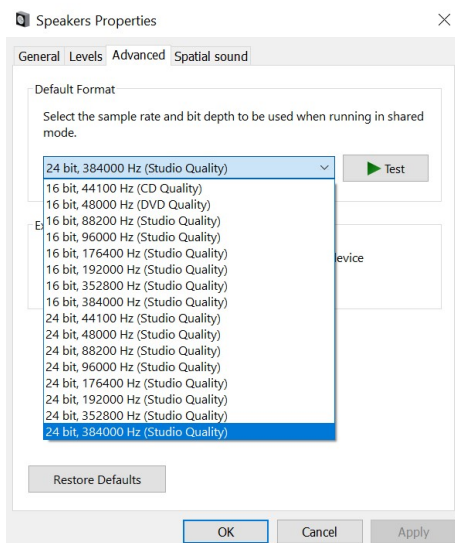 Speakers Properties
General Levels Advanced Spatial sound
Default Format
Select the sample rate and bit depth to be used when running in shared
mode.
24 bit, 384000 Hz (Studio Quality)
Test
16 bit, 44100 Hz (CD Quality)
16 bit, 48000 Hz (DVD Quality)
16 bit, 88200 Hz (Studio Quality)
16 bit, 96000 Hz (Studio Quality)
16 bit, 176400 Hz (Studio Quality)
16 bit, 192000 Hz (Studio Quality)
16 bit, 352800 Hz (Studio Quality)
16 bit, 384000 Hz (Studio Quality)
24 bit, 44100 Hz (Studio Quality)
24 bit, 48000 Hz (Studio Quality)
24 bit, 88200 Hz (Studio Quality)
24 bit, 96000 Hz (Studio Quality)
24 bit, 176400 Hz (Studio Quality)
24 bit, 192000 Hz (Studio Quality)
24 bit, 352800 Hz (Studio Quality)
24 bit, 384000 Hz (Studio Quality)
Restore Defaults
OK Cancel Apply